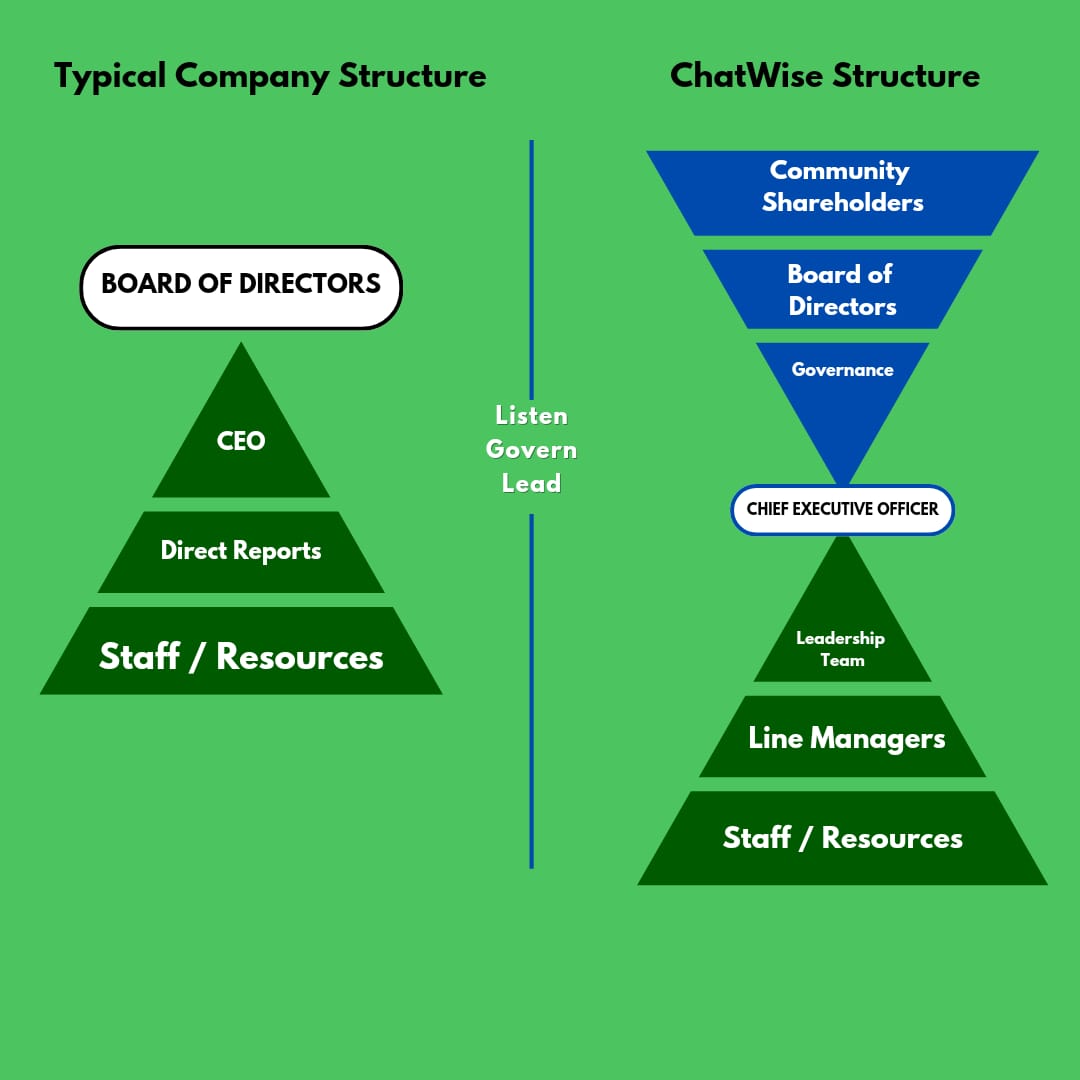 Typical Company Structure
ChatWise Structure
BOARD OF DIRECTORS
CEO
Direct Reports
Staff / Resources
Listen
Govern
Lead
Community
Shareholders
Board of
Directors
Governance
CHIEF EXECUTIVE OFFICER
Leadership
Team
Line Managers
Staff / Resources